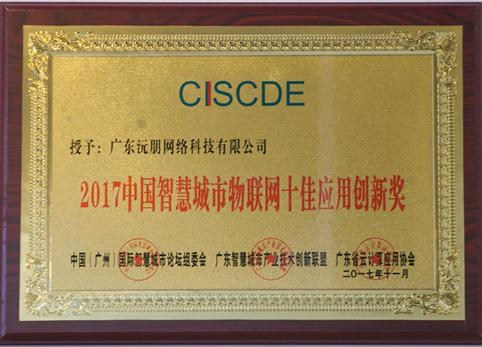 CISCDE
授予：广东沅朋网络科技有限公司
2017中国智慧城市物联网十佳应用创新奖
中国（广州）国际智慧城市论坛组委会 广东智慧城市产业技术创新联盟 广东省云计算应用协会
二〇一七年十一月